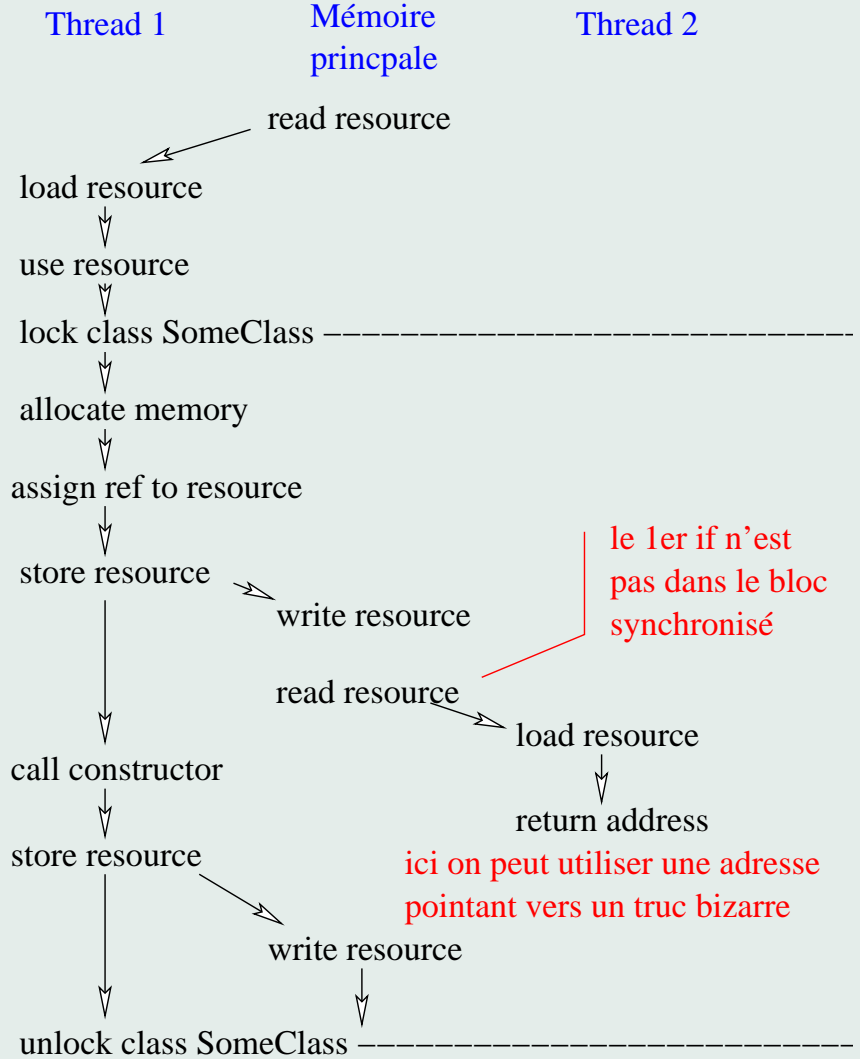 Thread 1
Mémoire
princpale
Thread 2
read resource
load resource
use resource
lock class SomeClass
allocate memory
assign ref to resource
le 1er if n'est
pas dans le bloc
synchronisé
store resource
write resource
read resource
load resource
call constructor
return address
store resource
ici on peut utiliser une adresse
pointant vers un truc bizarre
write resource
unlock class SomeClass